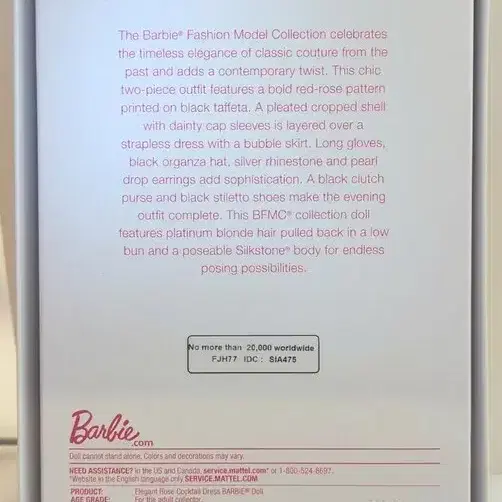 The Barbie® Fashion Model Collection celebrates
the timeless elegance of classic couture from the
past and adds a contemporary twist. This chic
two-piece outfit features a bold red-rose pattern
printed on black taffeta. A pleated cropped shell
with dainty cap sleeves is layered over a
strapless dress with a bubble skirt. Long gloves,
black organza hat, silver rhinestone and pearl
drop earrings add sophistication. A black clutch
purse and black stiletto shoes make the evening
outfit complete. This BFMC® collection doll
features platinum blonde hair pulled back in a low
bun and a poseable Silkstone® body for endless
posing possibilities.
No more than 20,000 worldwide
FJH77 IDC : SIA475
Barbie.com
Doll cannot stand alone. Colors and decorations may vary.
NEED ASSISTANCE? In the US and Canada, service.mattel.com* or 1-800-524-8697.
*Website in the English language only SERVICE.MATTEL.COM
PRODUCT: Elegant Rose Cocktail Dress BARBIE® Doll
AGE GRADE: For the adult collector